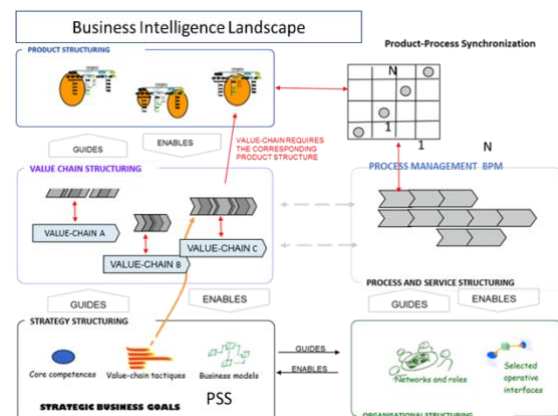 Business Intelligence Landscape
PRODUCT STRUCTURING
Product-Process Synchronization
N
1
1
N
GUIDES
ENABLES
VALUE-CHAIN REQUIRES
THE CORRESPONDING
PRODUCT STRUCTURE
VALUE CHAIN STRUCTURING
PROCESS MANAGEMENT BPM
VALUE-CHAIN A
VALUE-CHAIN B
VALUE-CHAIN C
PROCESS AND SERVICE STRUCTURING
GUIDES
ENABLES
GUIDES
ENABLES
STRATEGY STRUCTURING
GUIDES
ENABLES
Core competences
Value-chain tactiques
Business models
Networks and roles
Selected
operative
interfaces
STRATEGIC BUSINESS GOALS
PSS
ORGANISATIONAL STRUCTURING